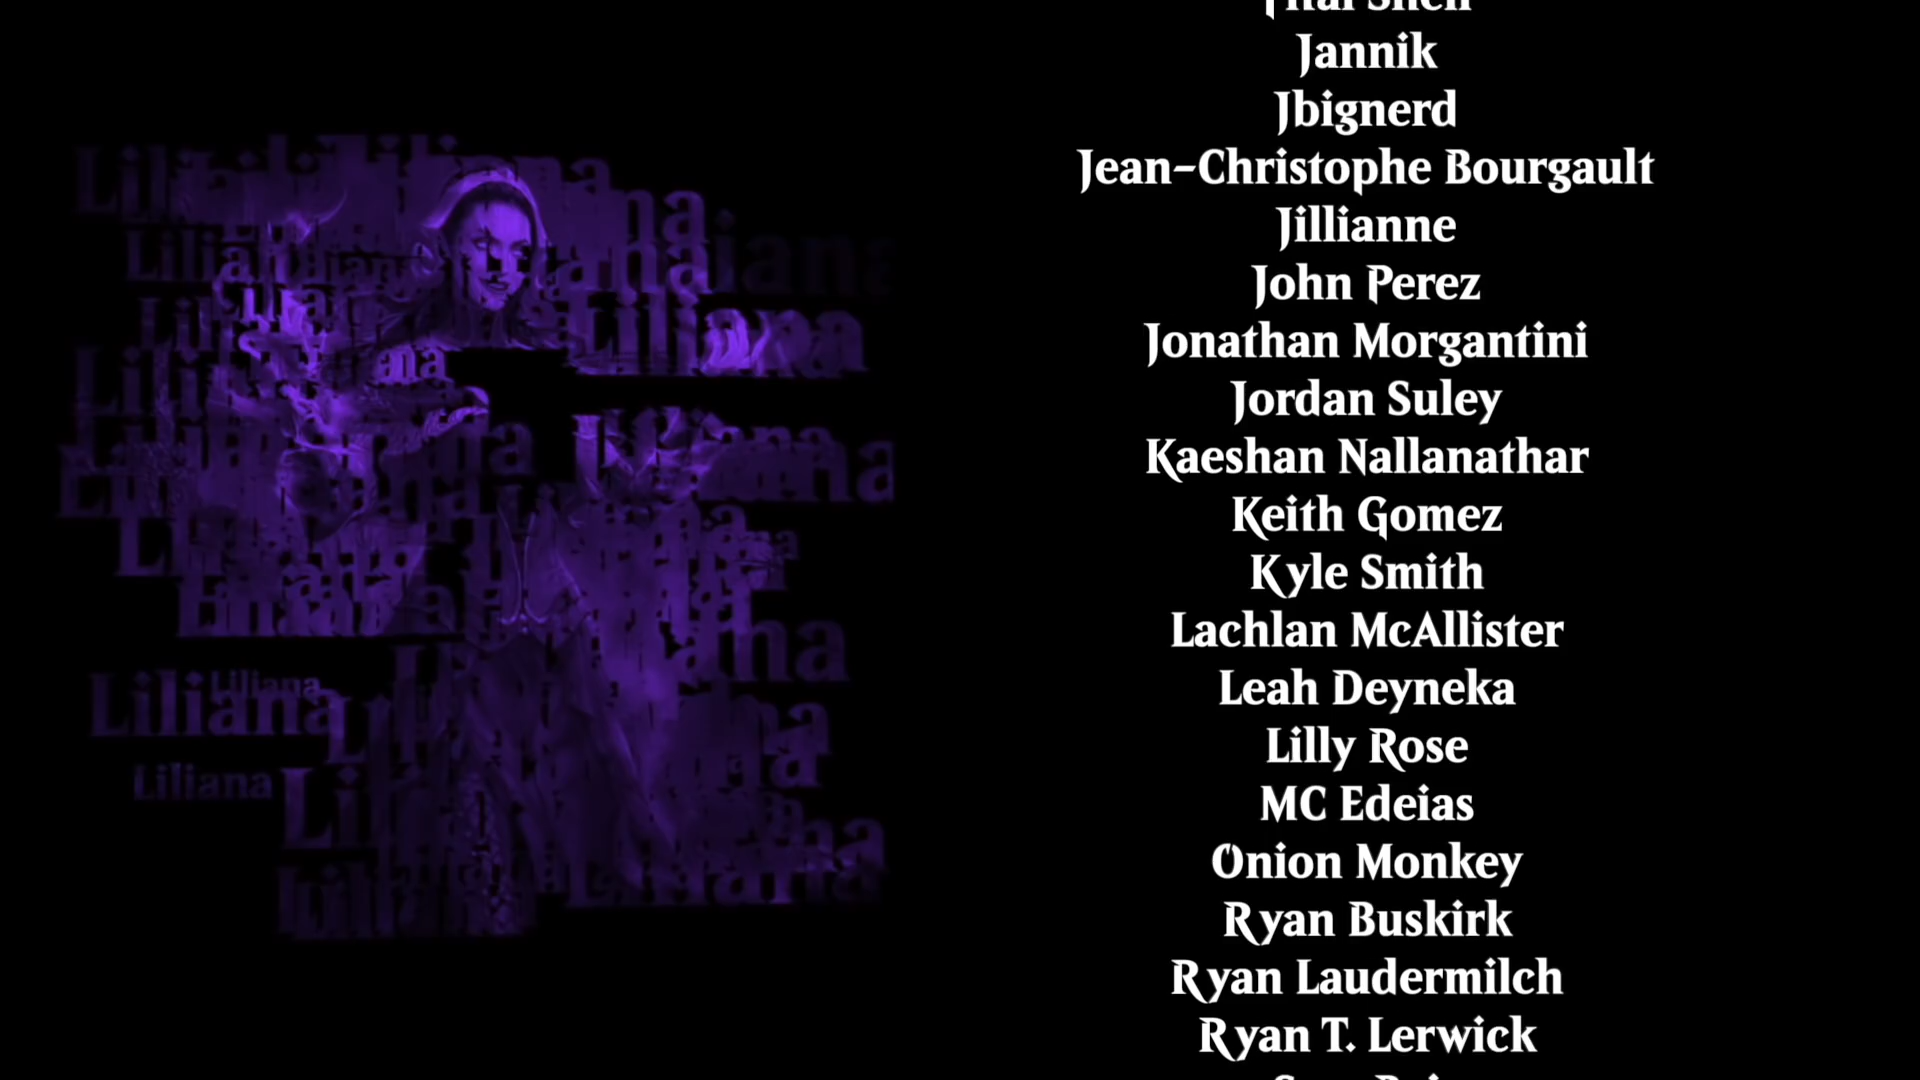 Jannik
Jbignerd
Jean-Christophe Bourgault
Jillianne
John Perez
Jonathan Morgantini
Jordan Suley
Kaeshan Nallanathar
Keith Gomez
Kyle Smith
Lachlan McAllister
Leah Deyneka
Lilly Rose
MC Edeias
Onion Monkey
Ryan Buskirk
Ryan Laudermilch
Ryan T. Lerwick
Liliana
Liliana
Liliana
Liliana